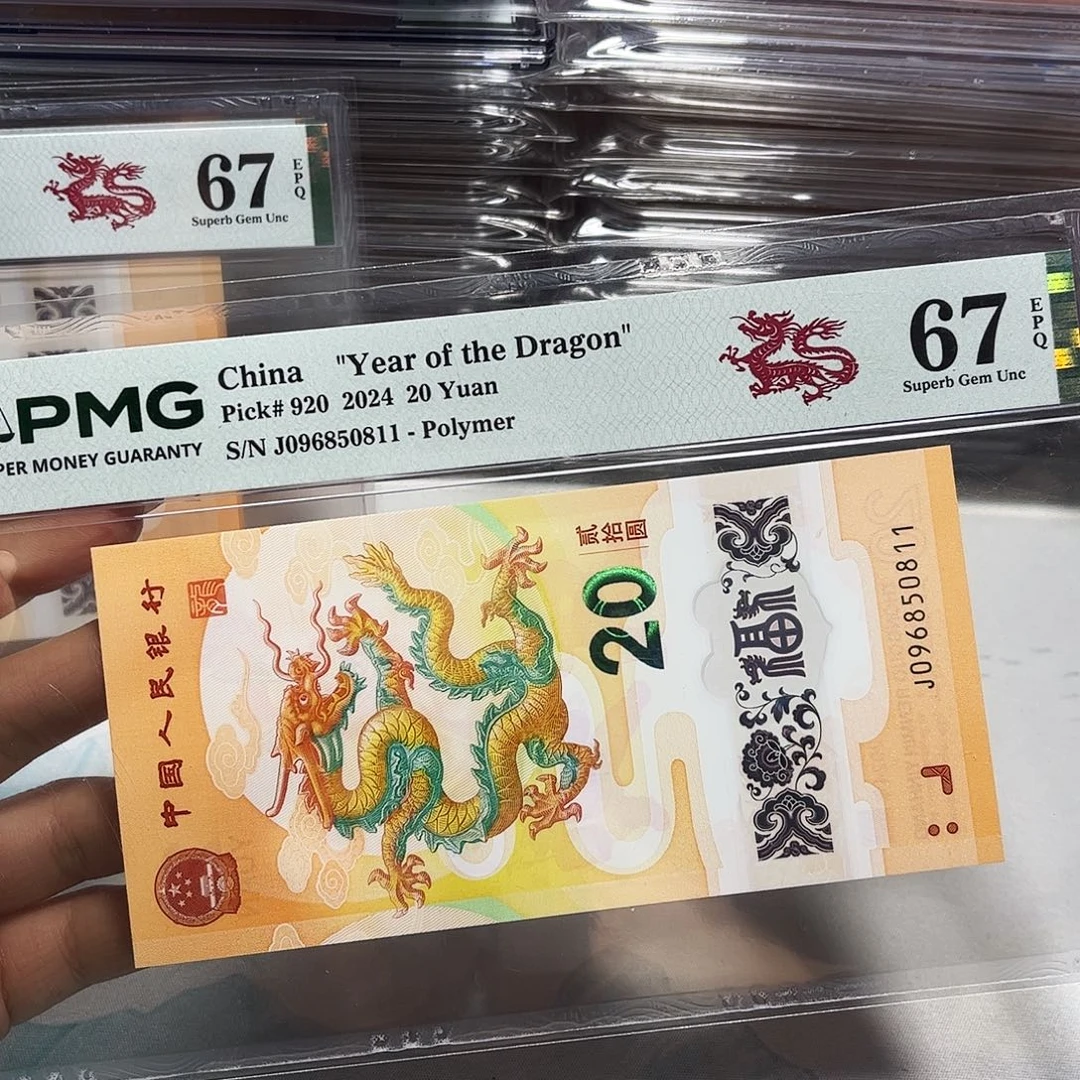 67
EPQ
Superb Gem Unc
PMG
PER MONEY GUARANTY
China "Year of the Dragon"
Pick# 920 2024 20 Yuan
S/N J096850811 - Polymer
67
EPQ
Superb Gem Unc
中国人民银行
贰拾圆
20
福
J096850811